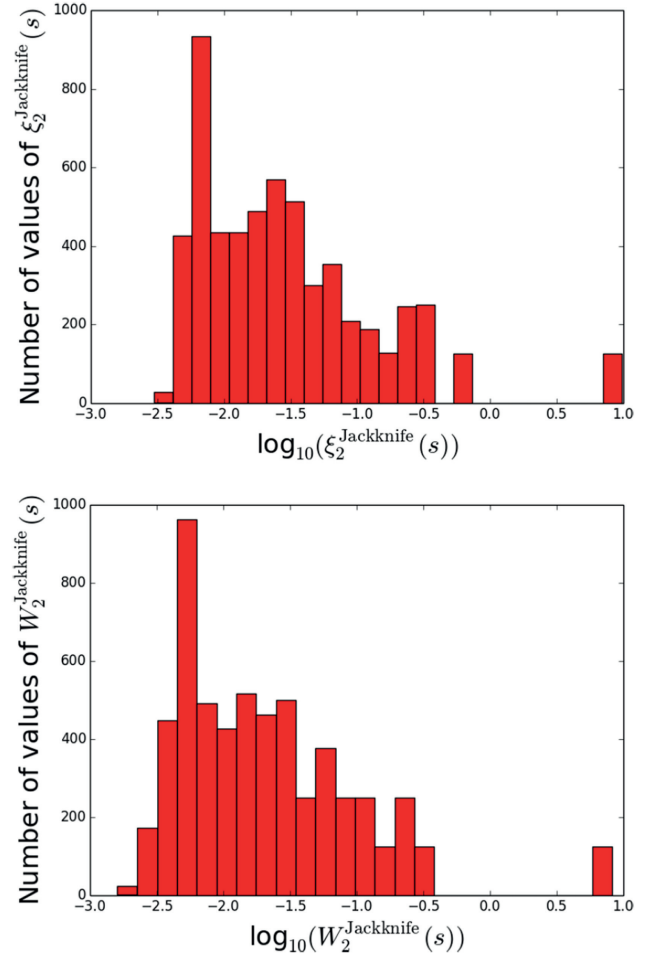 Number of values of ξ₂^Jackknife(s)
1000
800
600
400
200
0
−3.0 −2.5 −2.0 −1.5 −1.0 −0.5 0.0 0.5 1.0
log₁₀(ξ₂^Jackknife(s))
Number of values of W₂^Jackknife(s)
1000
800
600
400
200
0
−3.0 −2.5 −2.0 −1.5 −1.0 −0.5 0.0 0.5 1.0
log₁₀(W₂^Jackknife(s))